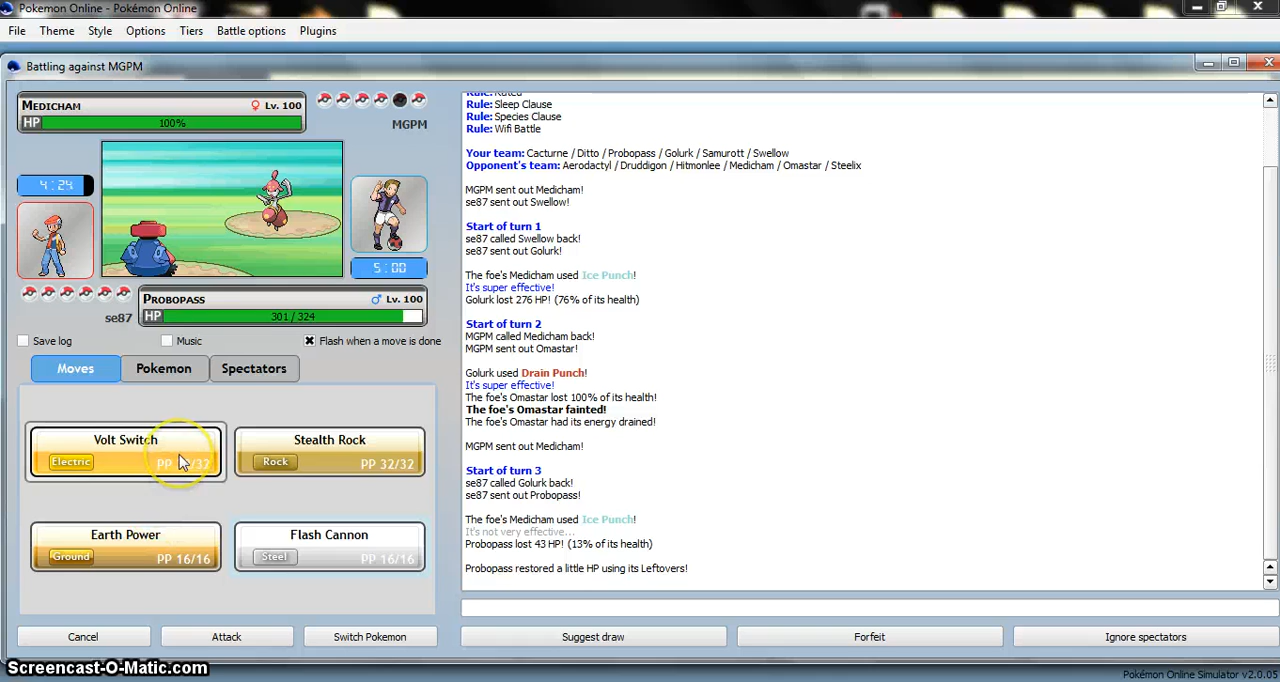 Pokemon Online - Pokémon Online
File Theme Style Options Tiers Battle options Plugins
Battling against MGPM
MEDICHAM ♀ Lv. 100
HP 100%
MGPM
4:24
5:00
PROBOPASS ♂ Lv. 100
se87 HP 301 / 324
Save log Music Flash when a move is done
Moves Pokemon Spectators
Volt Switch
Electric
Stealth Rock
Rock PP 32/32
Earth Power
Ground PP 16/16
Flash Cannon
Steel PP 16/16
Cancel Attack Switch Pokemon
Rule: Rated
Rule: Sleep Clause
Rule: Species Clause
Rule: Wifi Battle
Your team: Cacturne / Ditto / Probopass / Golurk / Samurott / Swellow
Opponent's team: Aerodactyl / Druddigon / Hitmonlee / Medicham / Omastar / Steelix
MGPM sent out Medicham!
se87 sent out Swellow!
Start of turn 1
se87 called Swellow back!
se87 sent out Golurk!
The foe's Medicham used Ice Punch!
It's super effective!
Golurk lost 276 HP! (76% of its health)
Start of turn 2
MGPM called Medicham back!
MGPM sent out Omastar!
Golurk used Drain Punch!
It's super effective!
The foe's Omastar lost 100% of its health!
The foe's Omastar fainted!
The foe's Omastar had its energy drained!
MGPM sent out Medicham!
Start of turn 3
se87 called Golurk back!
se87 sent out Probopass!
The foe's Medicham used Ice Punch!
It's not very effective...
Probopass lost 43 HP! (13% of its health)
Probopass restored a little HP using its Leftovers!
Suggest draw Forfeit Ignore spectators
Screencast-O-Matic.com
Pokémon Online Simulator v2.0.05